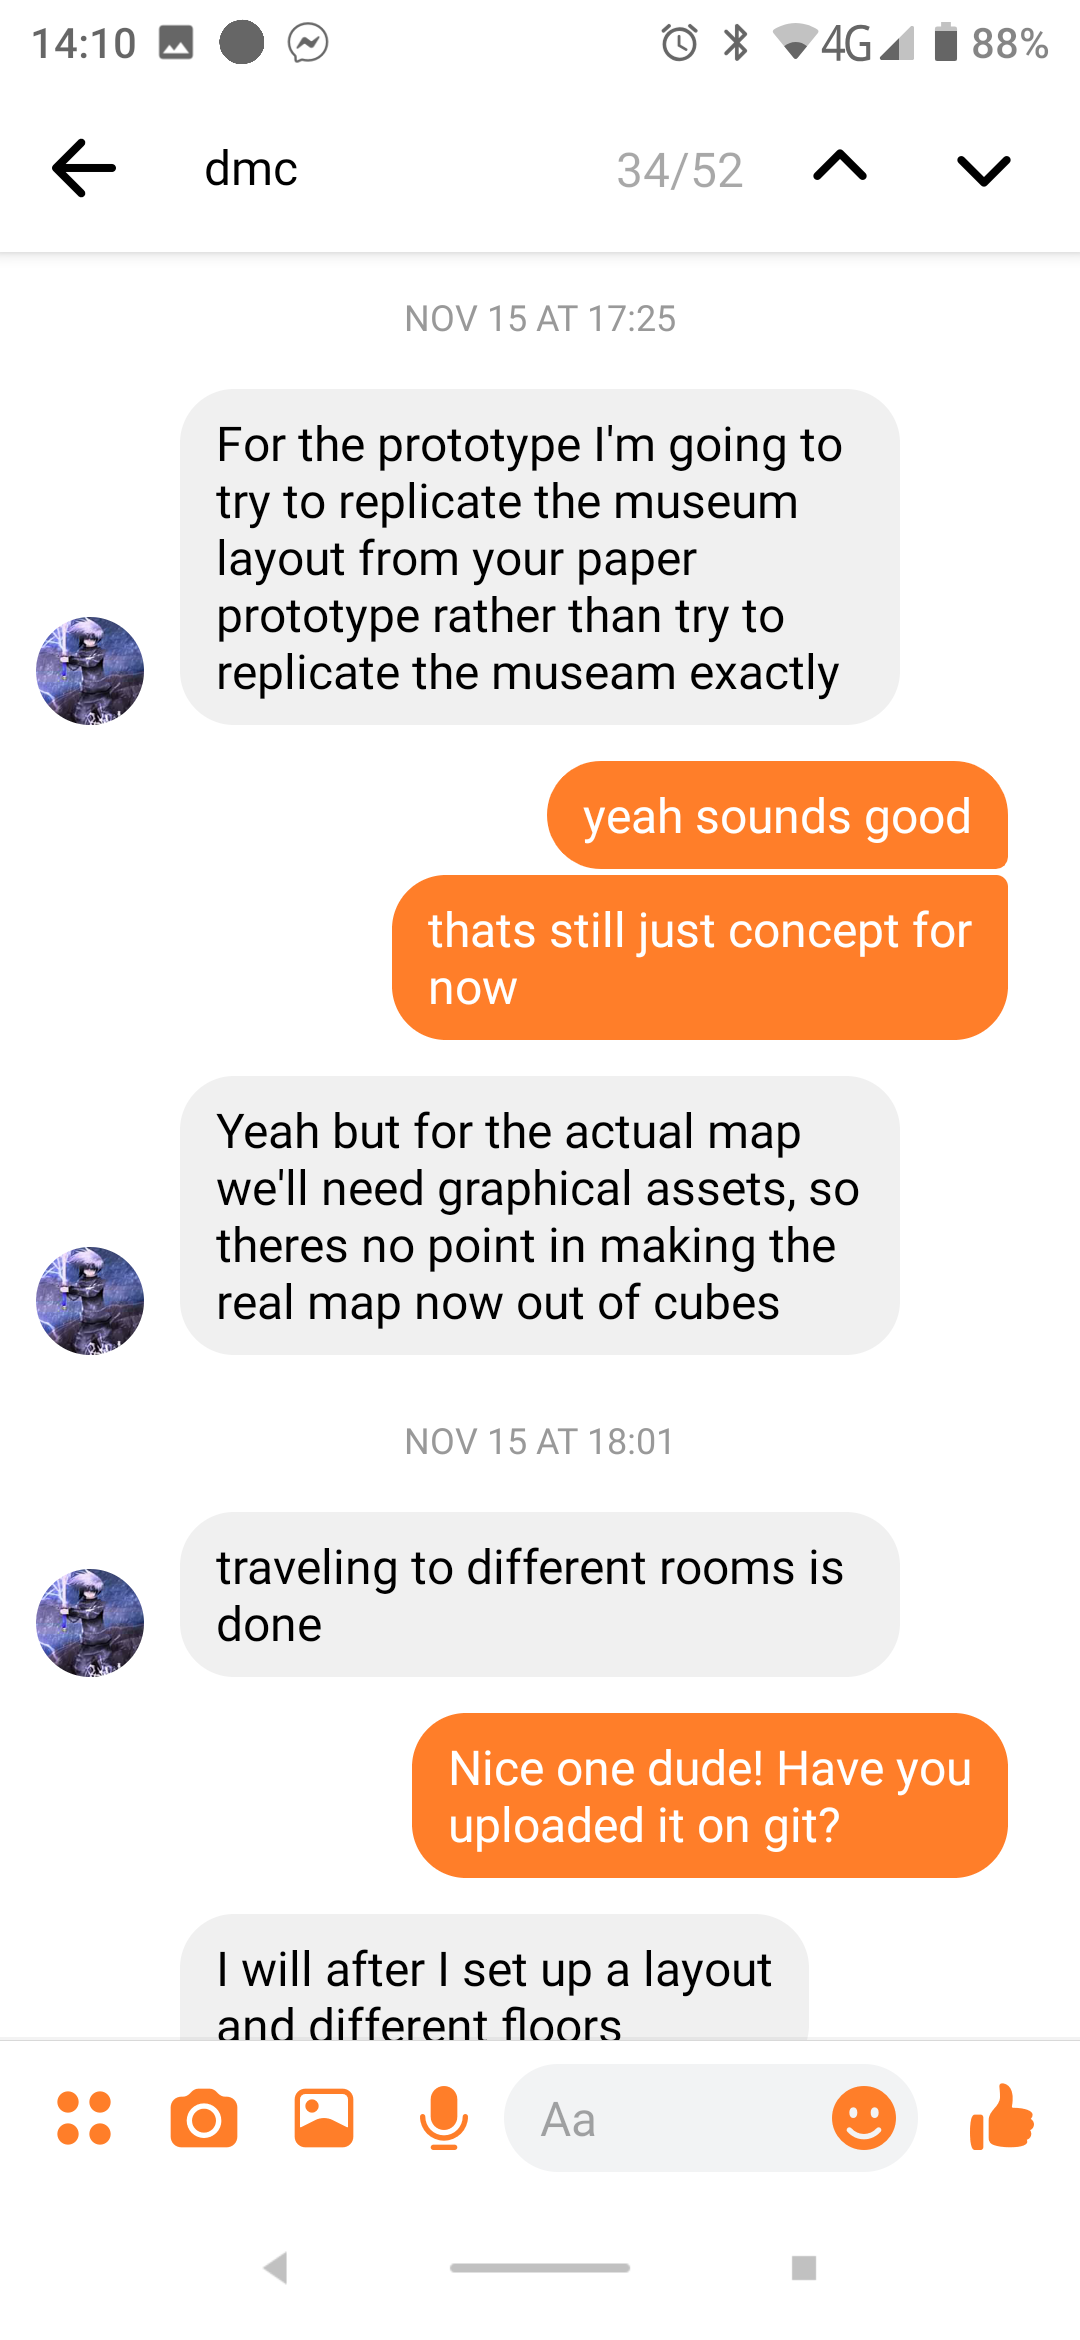 14:10
4G
88%
dmc
34/52
NOV 15 AT 17:25
For the prototype I'm going to
try to replicate the museum
layout from your paper
prototype rather than try to
replicate the museam exactly
yeah sounds good
thats still just concept for
now
Yeah but for the actual map
we'll need graphical assets, so
theres no point in making the
real map now out of cubes
NOV 15 AT 18:01
traveling to different rooms is
done
Nice one dude! Have you
uploaded it on git?
I will after I set up a layout
and different floors
Aa